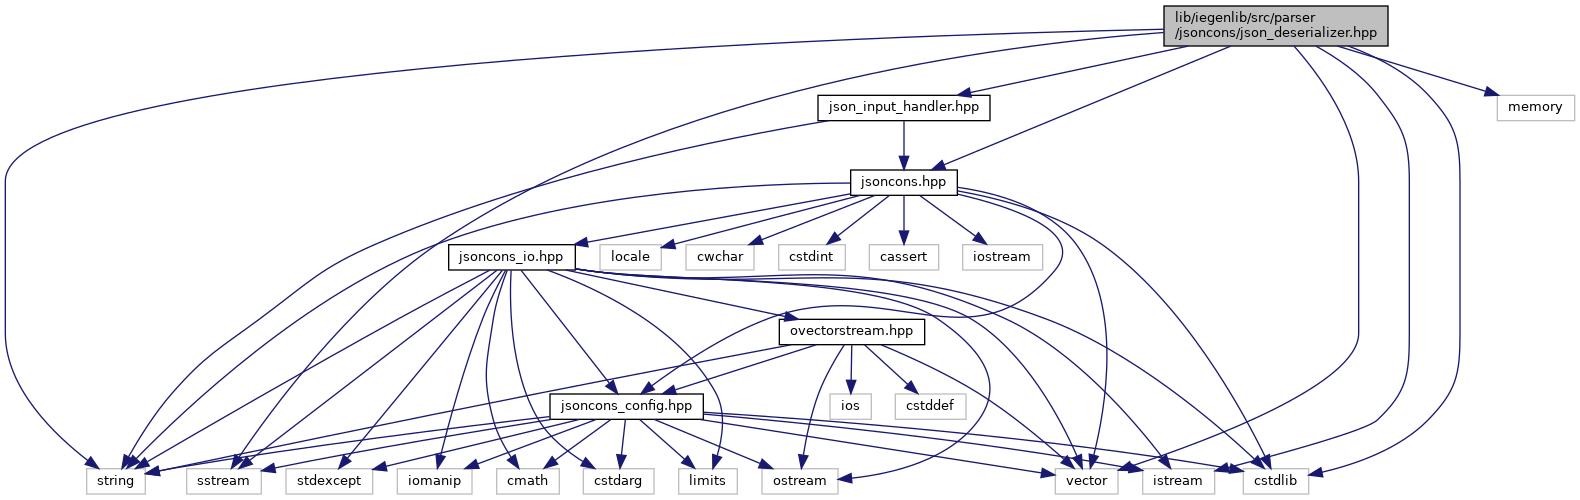 lib/iegenlib/src/parser
/jsoncons/json_deserializer.hpp
json_input_handler.hpp
memory
jsoncons.hpp
jsoncons_io.hpp
locale
cwchar
cstdint
cassert
iostream
ovectorstream.hpp
jsoncons_config.hpp
ios
cstddef
string
sstream
stdexcept
iomanip
cmath
cstdarg
limits
ostream
vector
istream
cstdlib